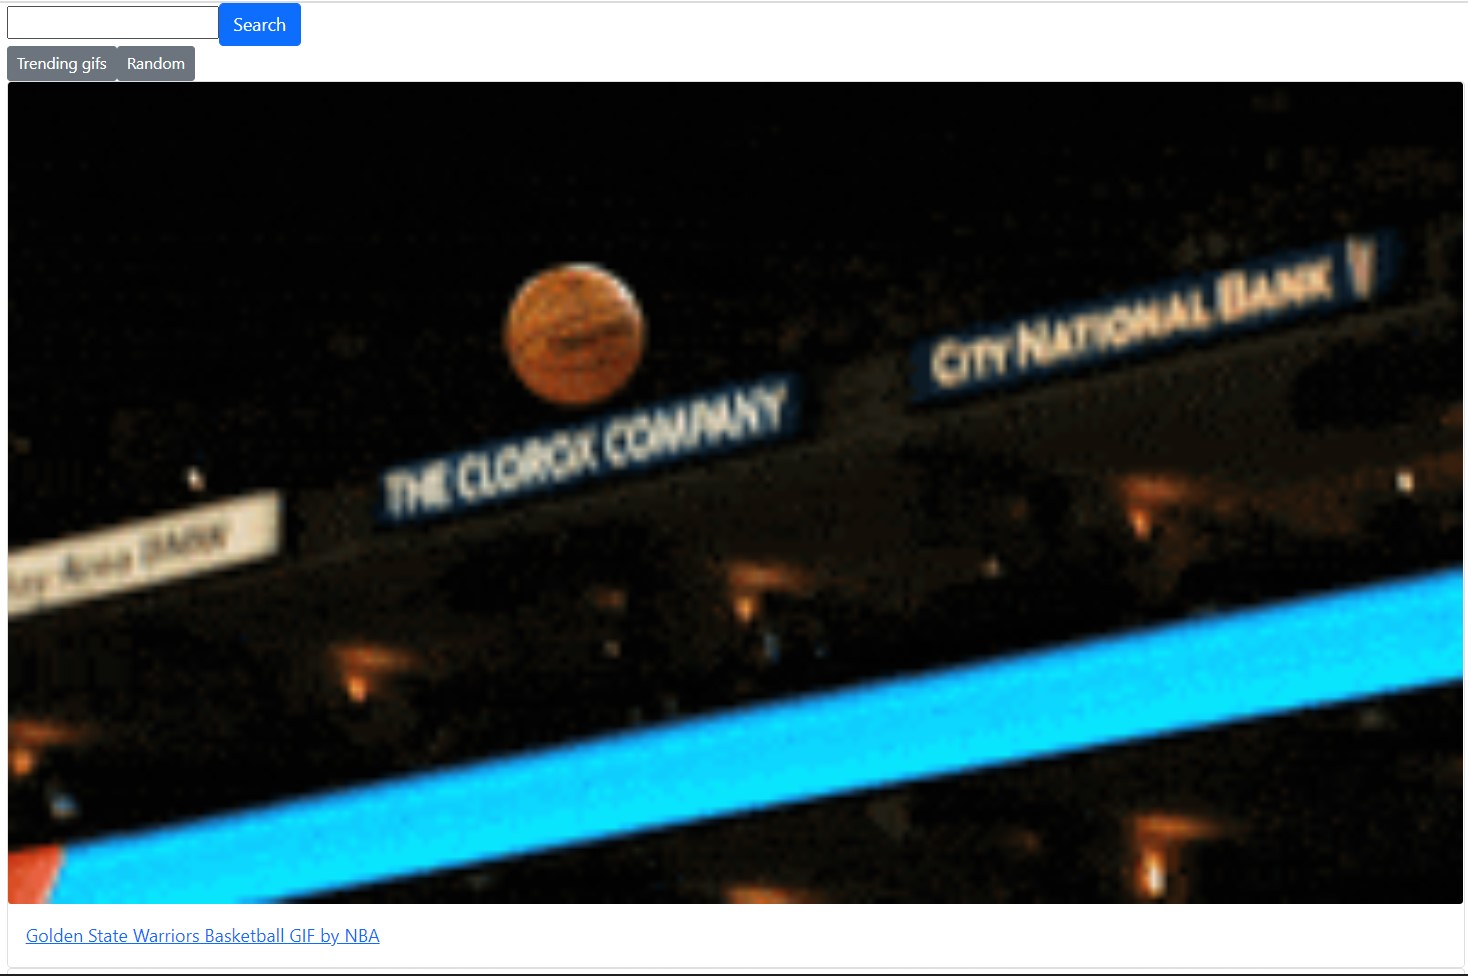 Search
Trending gifs Random
CITY NATIONAL BANK
THE CLOROX COMPANY
Area BANK
Golden State Warriors Basketball GIF by NBA